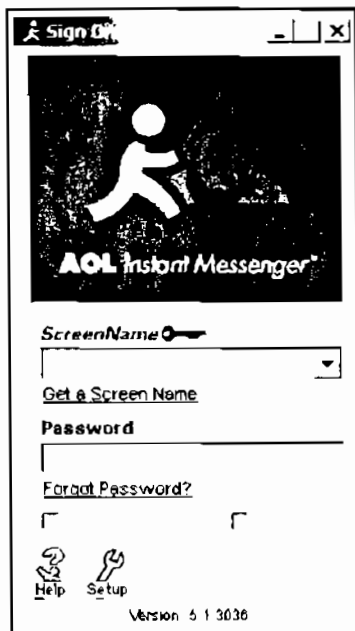 Sign On
AOL Instant Messenger
ScreenName
Get a Screen Name
Password
Forgot Password?
Help Setup
Version 5 1 3036